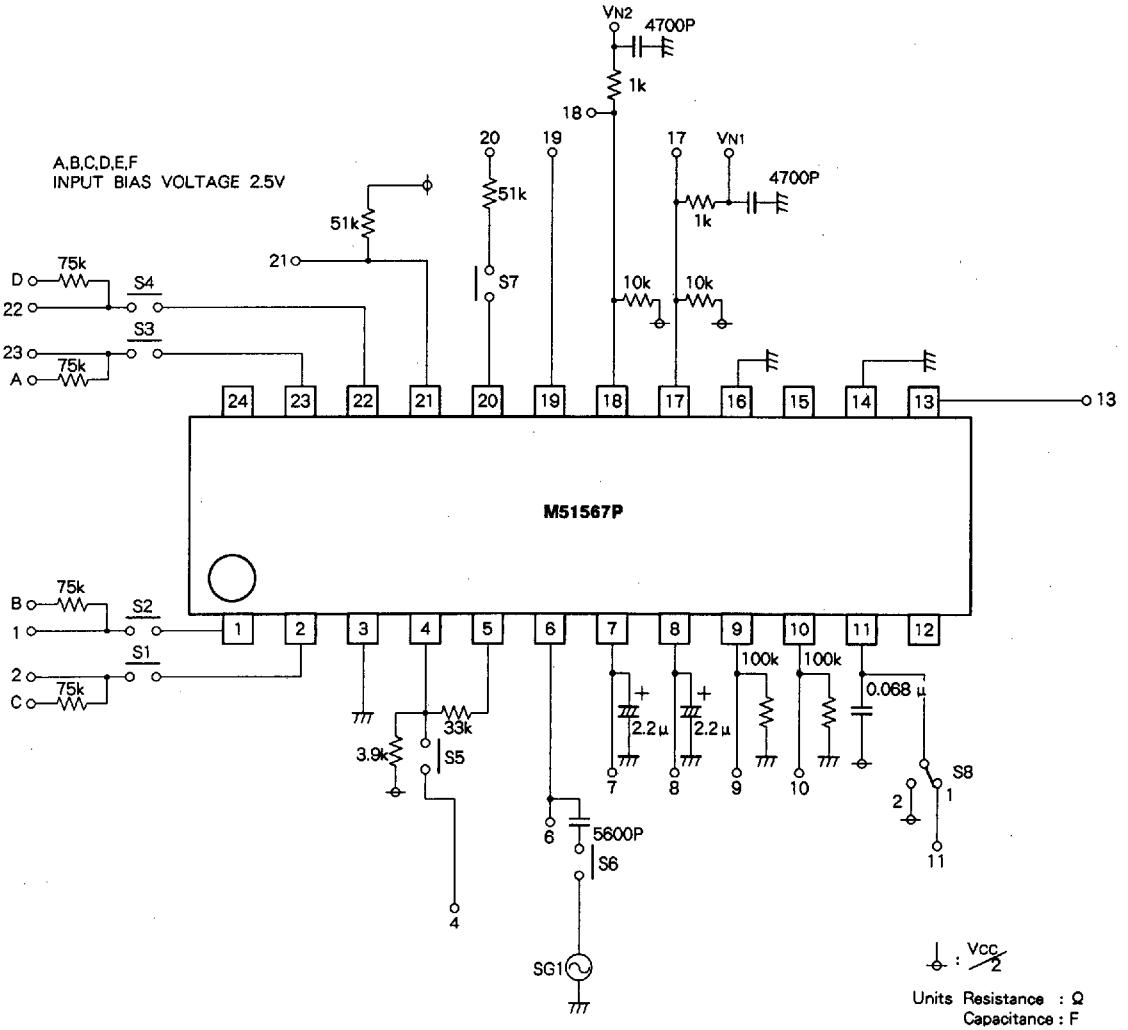 VN2
4700P
1k
18
20
19
17
VN1
A,B,C,D,E,F
INPUT BIAS VOLTAGE 2.5V
4700P
51k
51k
1k
21
D
75k
S4
S7
10k
10k
22
23
S3
A
75k
24
23
22
21
20
19
18
17
16
15
14
13
13
M51567P
B
75k
S2
1
1
2
3
4
5
6
7
8
9
10
11
12
2
S1
C
75k
100k
100k
0.068 μ
33k
+
2.2 μ
+
2.2 μ
3.9k
S5
7
8
9
10
S8
2
1
6
5600P
11
S6
4
SG1
: Vcc/2
Units Resistance : Ω
Capacitance : F